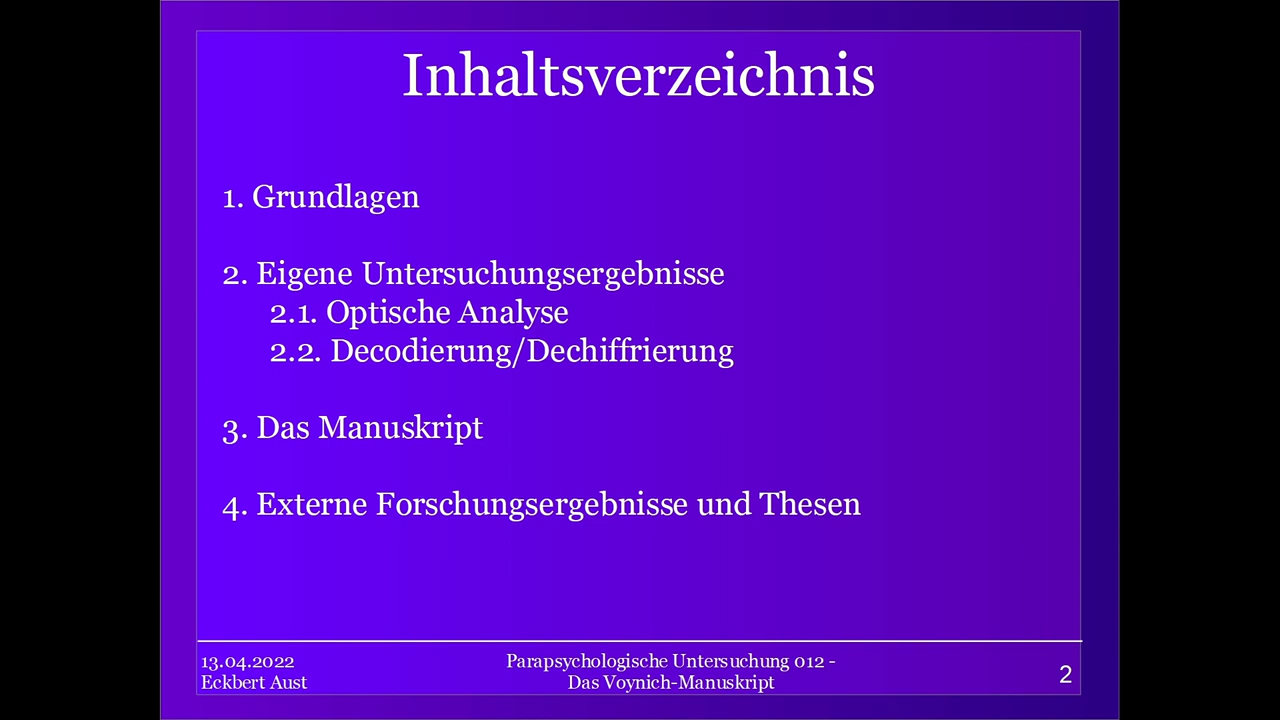 Inhaltsverzeichnis
1. Grundlagen
2. Eigene Untersuchungsergebnisse
2.1. Optische Analyse
2.2. Decodierung/Dechiffrierung
3. Das Manuskript
4. Externe Forschungsergebnisse und Thesen
13.04.2022
Eckbert Aust
Parapsychologische Untersuchung 012 -
Das Voynich-Manuskript
2